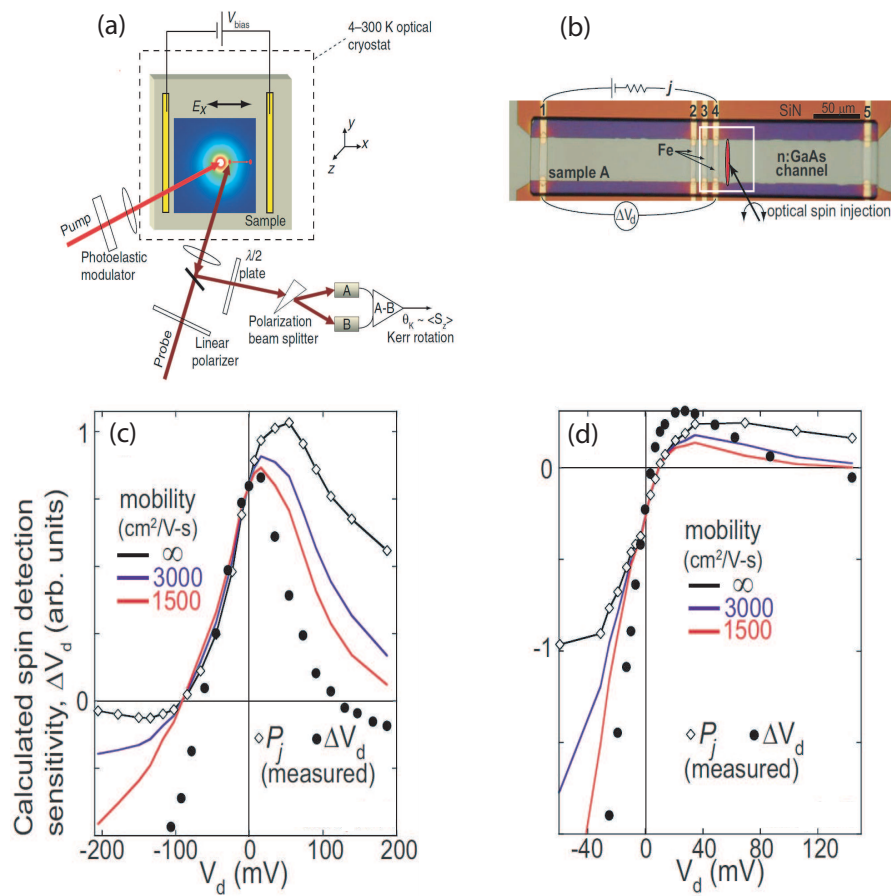 (a)
V_bias
4–300 K optical
cryostat
E_x
y
x
z
Sample
Pump
Photoelastic
modulator
λ/2
plate
A
B
A-B
θ_K ~ <S_z>
Kerr rotation
Polarization
beam splitter
Linear
polarizer
Probe
(b)
j
1
2 3 4
SiN
50 µm
5
Fe
sample A
n:GaAs
channel
ΔV_d
optical spin injection
(c)
Calculated spin detection
sensitivity, ΔV_d (arb. units)
1
0
mobility
(cm²/V-s)
∞
3000
1500
◇ P_j ● ΔV_d
(measured)
-200 -100 0 100 200
V_d (mV)
(d)
0
-1
mobility
(cm²/V-s)
∞
3000
1500
◇ P_j ● ΔV_d
(measured)
-40 0 40 80 120
V_d (mV)